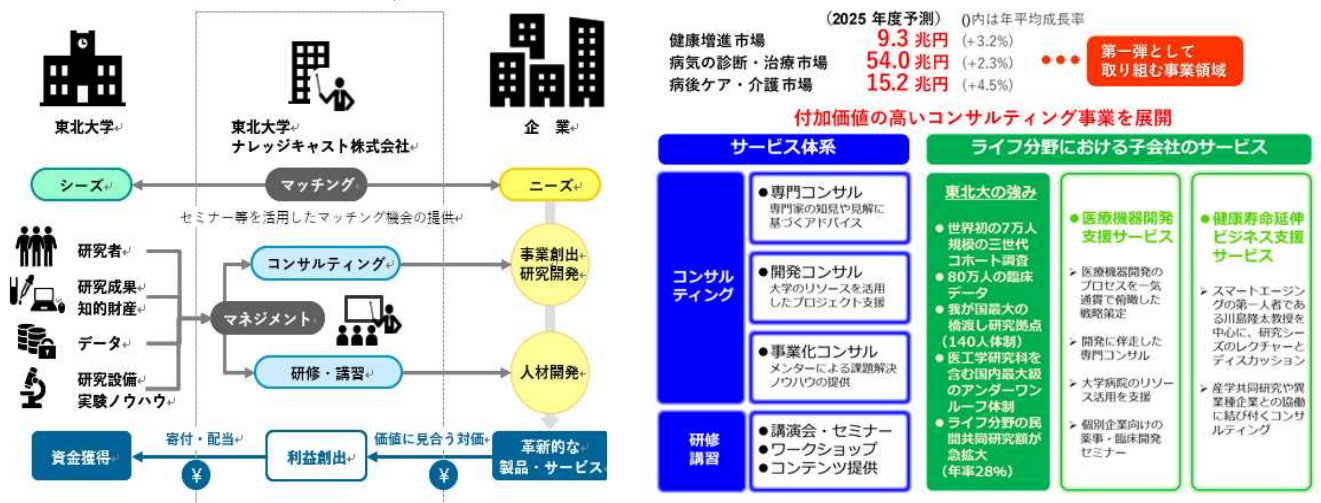 東北大学
東北大学
ナレッジキャスト株式会社
企 業
シーズ
マッチング
ニーズ
セミナー等を活用したマッチング機会の提供
研究者
研究成果
知的財産
データ
研究設備
実験ノウハウ
マネジメント
コンサルティング
研修・講習
事業創出
研究開発
人材開発
資金獲得
寄付・配当
¥
利益創出
価値に見合う対価
¥
革新的な
製品・サービス
(2025 年度予測) ()内は年平均成長率
健康増進市場 9.3 兆円 (+3.2%)
病気の診断・治療市場 54.0 兆円 (+2.3%)
病後ケア・介護市場 15.2 兆円 (+4.5%)
第一弾として
取り組む事業領域
付加価値の高いコンサルティング事業を展開
サービス体系
コンサル
ティング
●専門コンサル
専門家の知見や見解に
基づくアドバイス
●開発コンサル
大学のリソースを活用
したプロジェクト支援
●事業化コンサル
メンターによる課題解決
ノウハウの提供
研修
講習
●講演会・セミナー
●ワークショップ
●コンテンツ提供
ライフ分野における子会社のサービス
東北大の強み
●世界初の7万人
規模の三世代
コホート調査
●80万人の臨床
データ
●我が国最大の
橋渡し研究拠点
(140人体制)
●医工学研究科を
含む国内最大級
のアンダーワン
ルーフ体制
●ライフ分野の民
間共同研究額が
急拡大
(年率28%)
●医療機器開発
支援サービス
➢ 医療機器開発の
プロセスを一気
通貫で俯瞰した
戦略策定
➢ 開発に伴走した
専門コンサル
➢ 大学病院のリソー
ス活用を支援
➢ 個別企業向けの
薬事・臨床開発
セミナー
●健康寿命延伸
ビジネス支援
サービス
➢ スマートエージン
グの第一人者であ
る川島隆太教授を
中心に、研究シー
ズのレクチャーと
ディスカッション
➢ 産学共同研究や異
業種企業との協働
に結び付くコンサ
ルティング